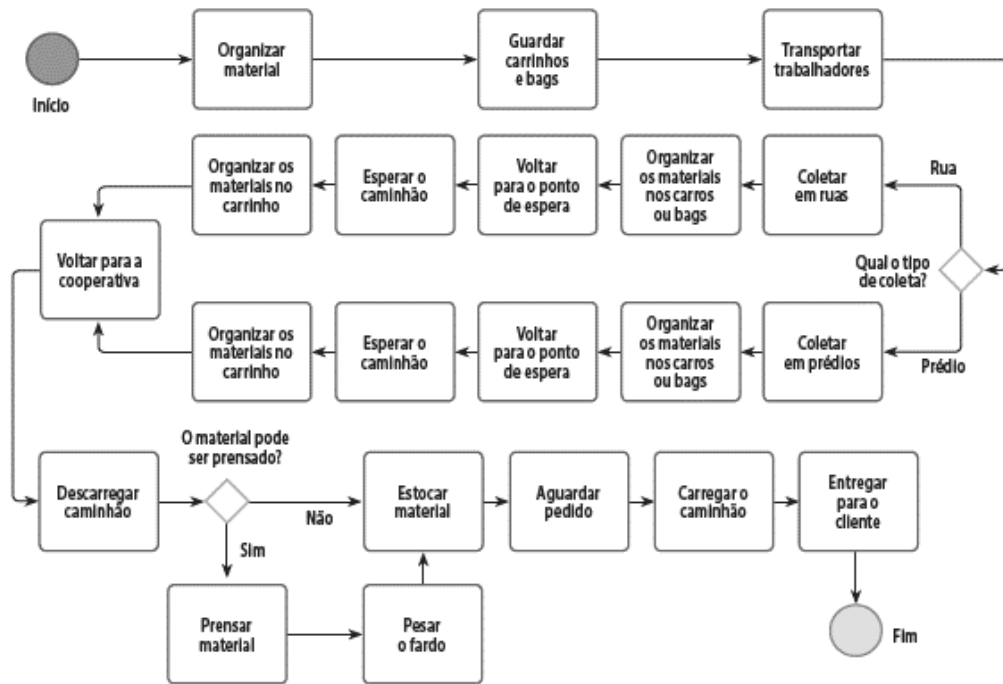 Início
Organizar
material
Guardar
carrinhos
e bags
Transportar
trabalhadores
Organizar os
materiais no
carrinho
Esperar o
caminhão
Voltar
para o ponto
de espera
Organizar
os materiais
nos carros
ou bags
Coletar
em ruas
Rua
Voltar para a
cooperativa
Qual o tipo
de coleta?
Organizar os
materiais no
carrinho
Esperar o
caminhão
Voltar
para o ponto
de espera
Organizar
os materiais
nos carros
ou bags
Coletar
em prédios
Prédio
O material pode
ser prensado?
Descarregar
caminhão
Não
Sim
Estocar
material
Aguardar
pedido
Carregar o
caminhão
Entregar
para o
cliente
Prensar
material
Pesar
o fardo
Fim